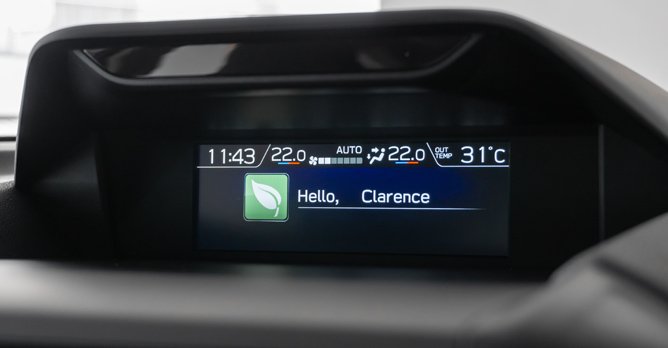 11:43 22.0 AUTO 22.0 OUT TEMP 31°C
Hello, Clarence